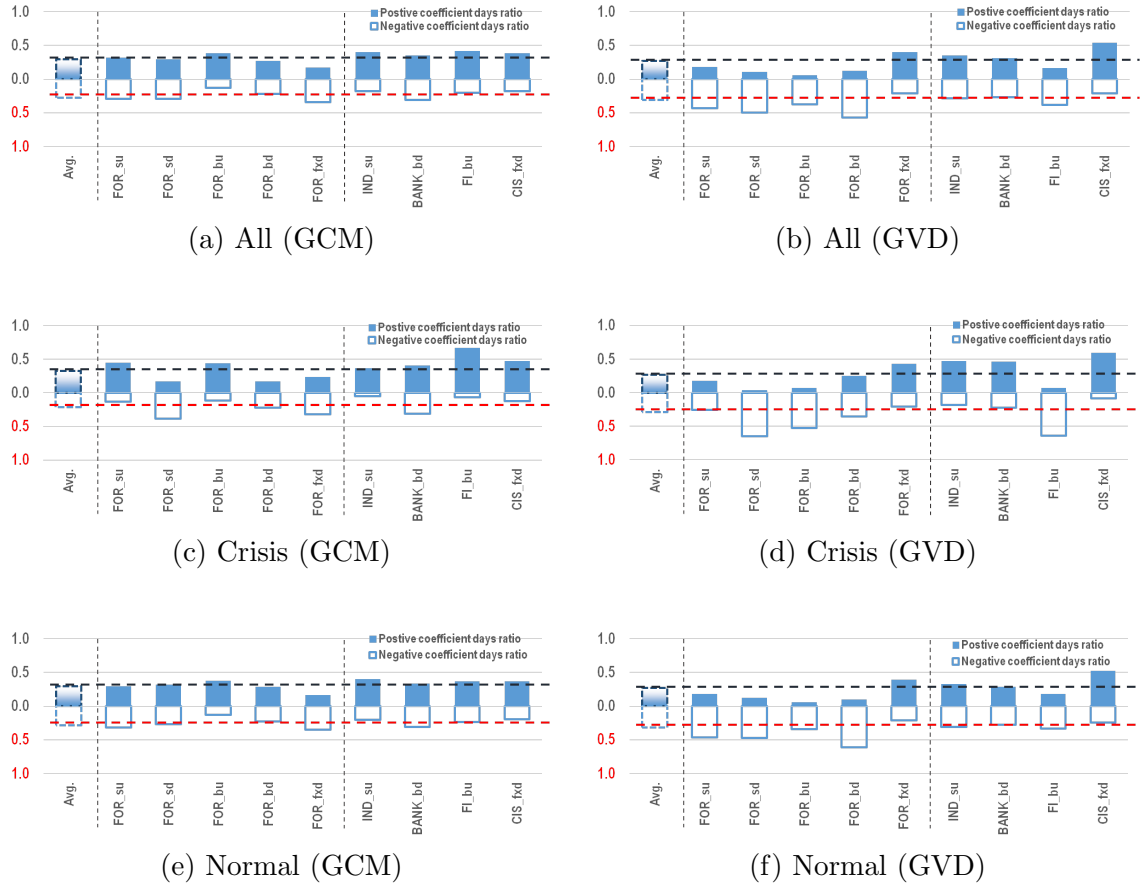 1.0
Postive coefficient days ratio
Negative coefficient days ratio
0.5
0.0
0.5
1.0
Avg.
FOR_su
FOR_sd
FOR_bu
FOR_bd
FOR_fxd
IND_su
BANK_bd
FI_bu
CIS_fxd
(a) All (GCM)
1.0
Postive coefficient days ratio
Negative coefficient days ratio
0.5
0.0
0.5
1.0
Avg.
FOR_su
FOR_sd
FOR_bu
FOR_bd
FOR_fxd
IND_su
BANK_bd
FI_bu
CIS_fxd
(b) All (GVD)
1.0
Postive coefficient days ratio
Negative coefficient days ratio
0.5
0.0
0.5
1.0
Avg.
FOR_su
FOR_sd
FOR_bu
FOR_bd
FOR_fxd
IND_su
BANK_bd
FI_bu
CIS_fxd
(c) Crisis (GCM)
1.0
Postive coefficient days ratio
Negative coefficient days ratio
0.5
0.0
0.5
1.0
Avg.
FOR_su
FOR_sd
FOR_bu
FOR_bd
FOR_fxd
IND_su
BANK_bd
FI_bu
CIS_fxd
(d) Crisis (GVD)
1.0
Postive coefficient days ratio
Negative coefficient days ratio
0.5
0.0
0.5
1.0
Avg.
FOR_su
FOR_sd
FOR_bu
FOR_bd
FOR_fxd
IND_su
BANK_bd
FI_bu
CIS_fxd
(e) Normal (GCM)
1.0
Postive coefficient days ratio
Negative coefficient days ratio
0.5
0.0
0.5
1.0
Avg.
FOR_su
FOR_sd
FOR_bu
FOR_bd
FOR_fxd
IND_su
BANK_bd
FI_bu
CIS_fxd
(f) Normal (GVD)